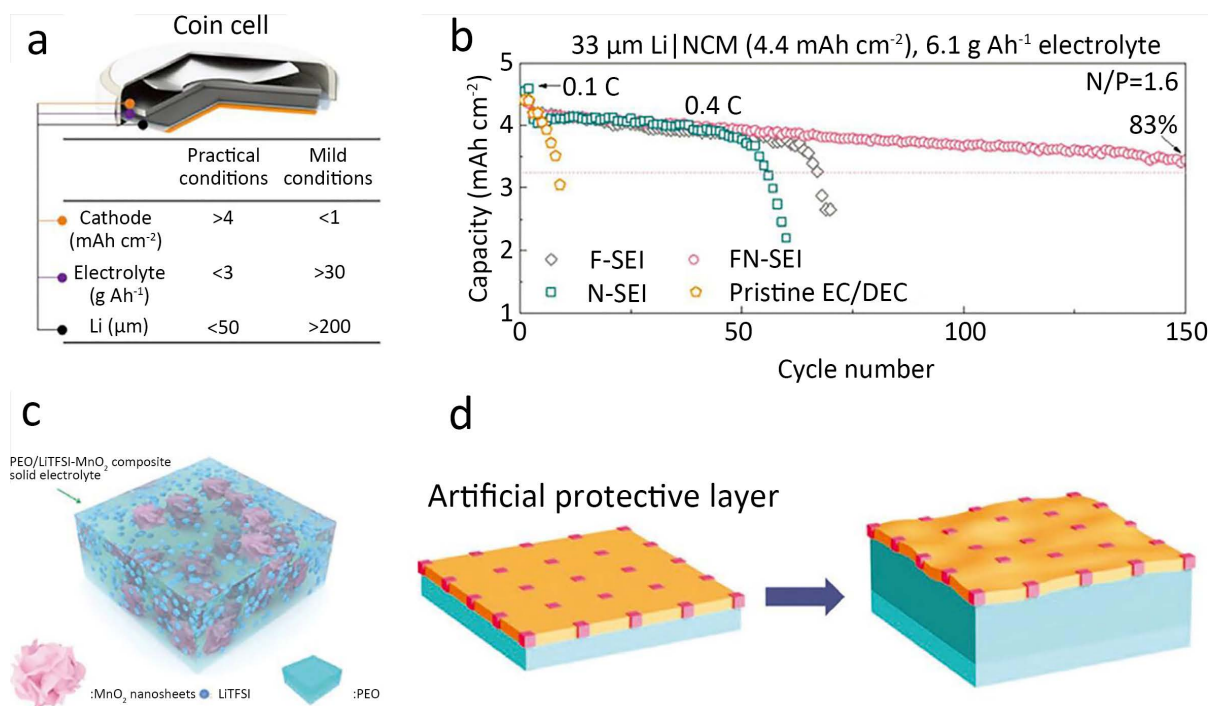 a
Coin cell
Practical conditions
Mild conditions
Cathode (mAh cm⁻²)
>4
<1
Electrolyte (g Ah⁻¹)
<3
>30
Li (μm)
<50
>200
b
33 μm Li|NCM (4.4 mAh cm⁻²), 6.1 g Ah⁻¹ electrolyte
N/P=1.6
0.1 C
0.4 C
83%
Capacity (mAh cm⁻²)
5
4
3
2
1
F-SEI
FN-SEI
N-SEI
Pristine EC/DEC
0
50
100
150
Cycle number
c
PEO/LiTFSI-MnO₂ composite
solid electrolyte
:MnO₂ nanosheets
LiTFSI
:PEO
d
Artificial protective layer